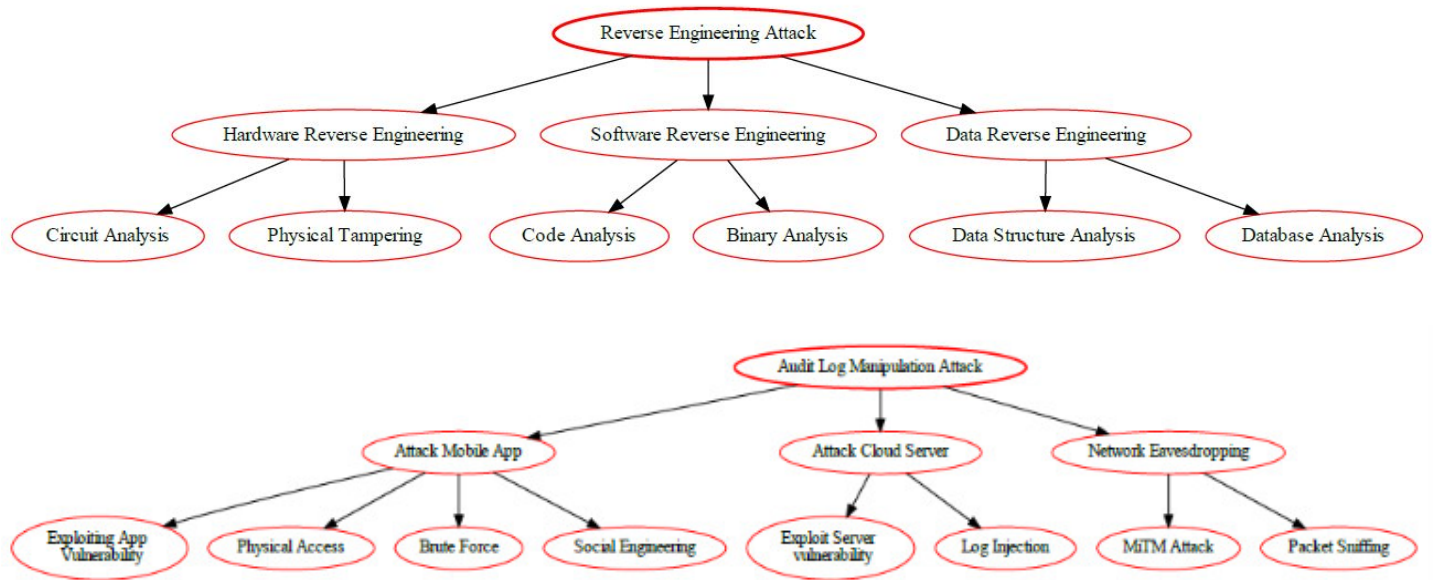 Reverse Engineering Attack
Hardware Reverse Engineering
Software Reverse Engineering
Data Reverse Engineering
Circuit Analysis
Physical Tampering
Code Analysis
Binary Analysis
Data Structure Analysis
Database Analysis
Audit Log Manipulation Attack
Attack Mobile App
Attack Cloud Server
Network Eavesdropping
Exploiting App
Vulnerability
Physical Access
Brute Force
Social Engineering
Exploit Server
vulnerability
Log Injection
MiTM Attack
Packet Sniffing